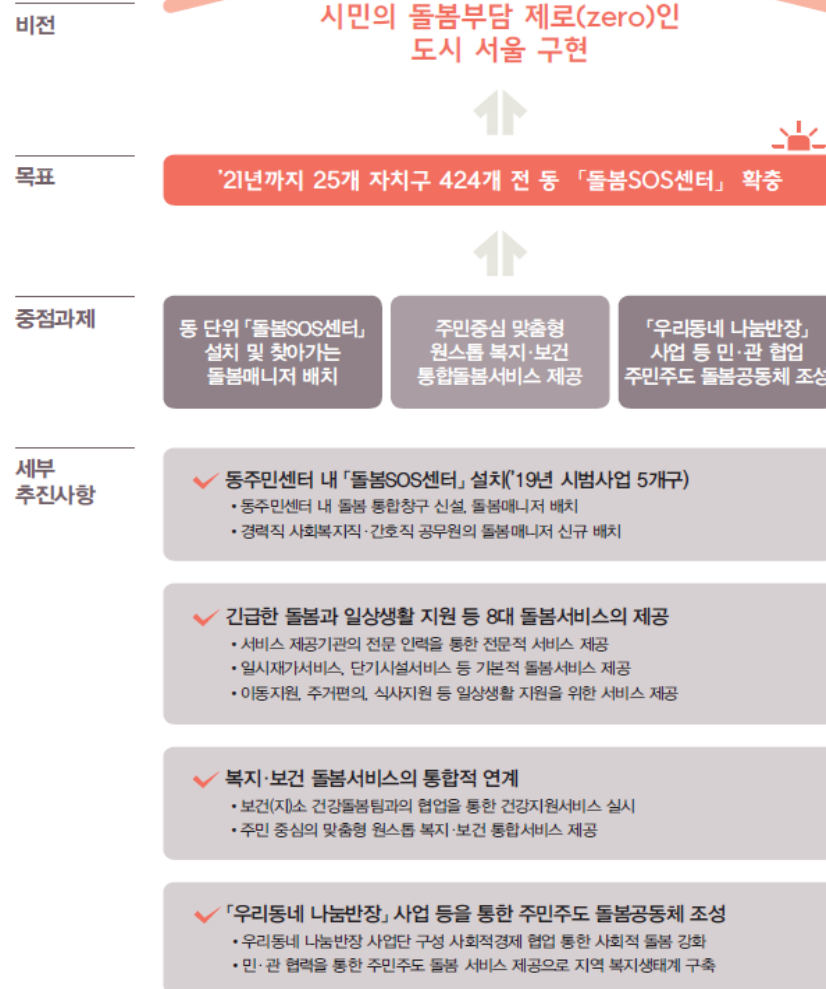 비전
시민의 돌봄부담 제로(zero)인
도시 서울 구현
목표
'21년까지 25개 자치구 424개 전 동 「돌봄SOS센터」 확충
중점과제
동 단위 「돌봄SOS센터」
설치 및 찾아가는
돌봄매니저 배치
주민중심 맞춤형
원스톱 복지·보건
통합돌봄서비스 제공
「우리동네 나눔반장」
사업 등 민·관 협업
주민주도 돌봄공동체 조성
세부
추진사항
동주민센터 내 「돌봄SOS센터」 설치('19년 시범사업 5개구)
• 동주민센터 내 돌봄 통합창구 신설, 돌봄매니저 배치
• 경력직 사회복지직·간호직 공무원의 돌봄매니저 신규 배치
긴급한 돌봄과 일상생활 지원 등 8대 돌봄서비스의 제공
• 서비스 제공기관의 전문 인력을 통한 전문적 서비스 제공
• 일시재가서비스, 단기시설서비스 등 기본적 돌봄서비스 제공
• 이동지원, 주거편의, 식사지원 등 일상생활 지원을 위한 서비스 제공
복지·보건 돌봄서비스의 통합적 연계
• 보건(지)소 건강돌봄팀과의 협업을 통한 건강지원서비스 실시
• 주민 중심의 맞춤형 원스톱 복지·보건 통합서비스 제공
「우리동네 나눔반장」 사업 등을 통한 주민주도 돌봄공동체 조성
• 우리동네 나눔반장 사업단 구성 사회적경제 협업 통한 사회적 돌봄 강화
• 민·관 협력을 통한 주민주도 돌봄 서비스 제공으로 지역 복지생태계 구축